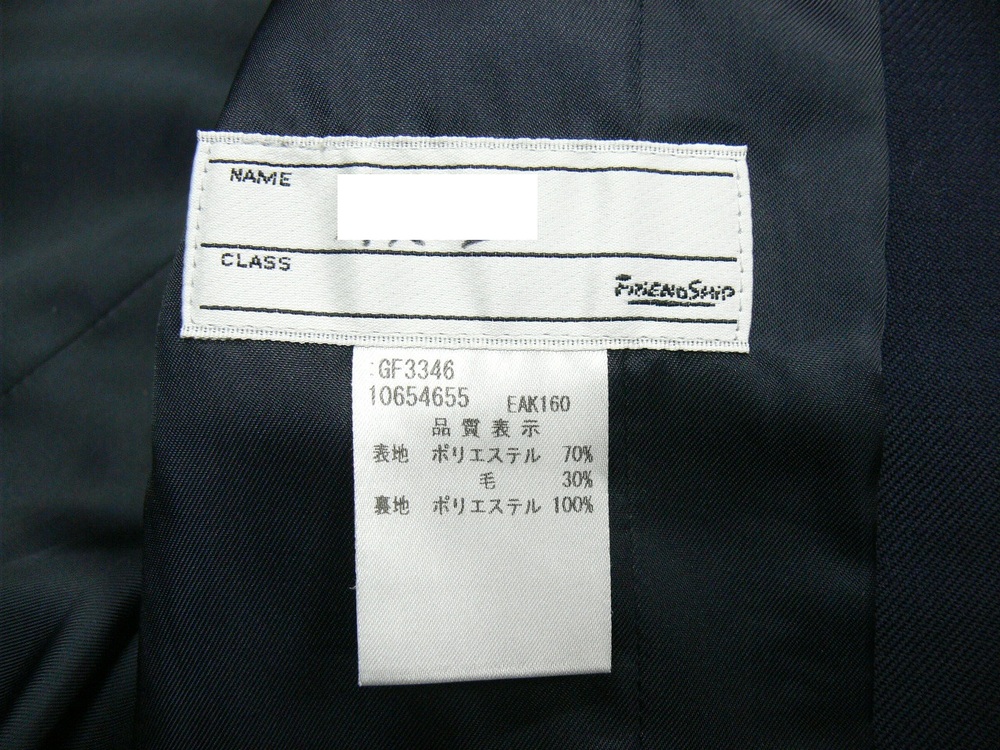 NAME
CLASS
FRIENDSHIP
:GF3346
10654655 EAK160
品質表示
表地 ポリエステル 70%
毛 30%
裏地 ポリエステル 100%